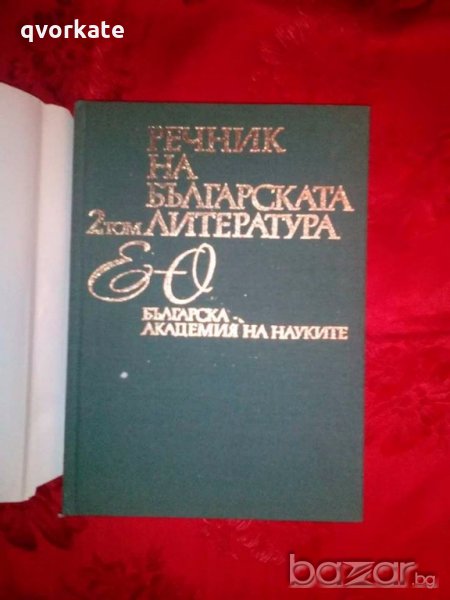 qvorkate
РЕЧНИК
НА
БЪЛГАРСКАТА
2 ТОМ ЛИТЕРАТУРА
Е-О
БЪЛГАРСКА
АКАДЕМИЯ НА НАУКИТЕ
bazar.bg